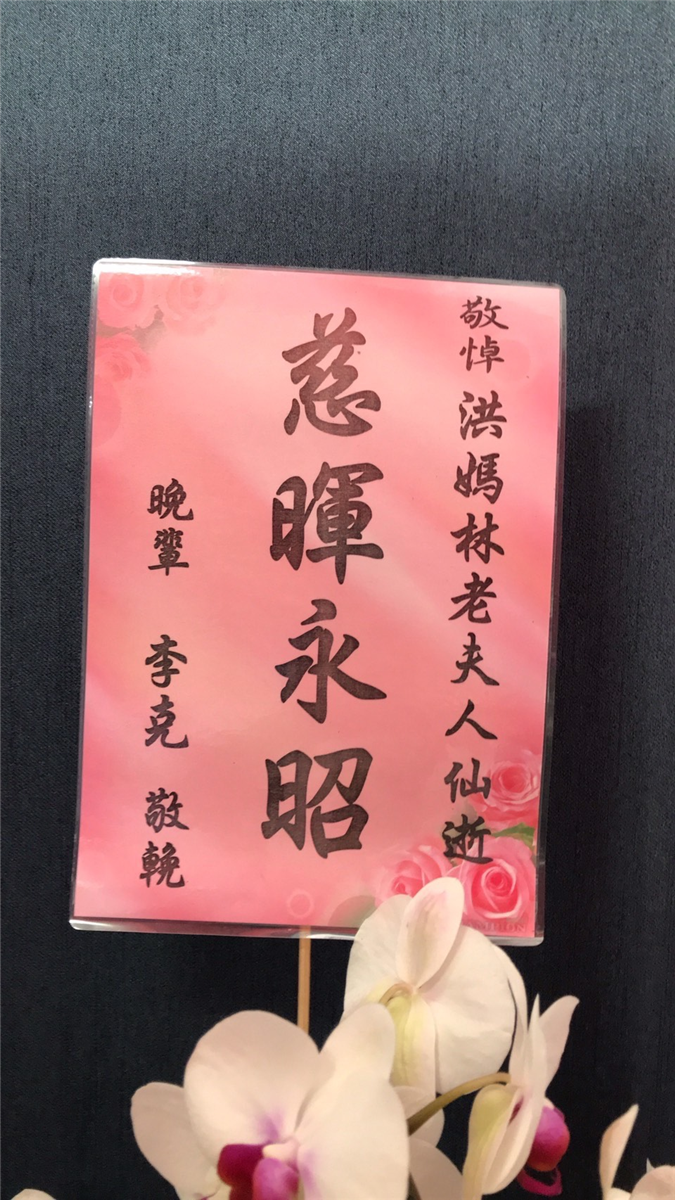 敬悼 洪媽林老夫人仙逝
慈暉永昭
晚輩 李克 敬輓